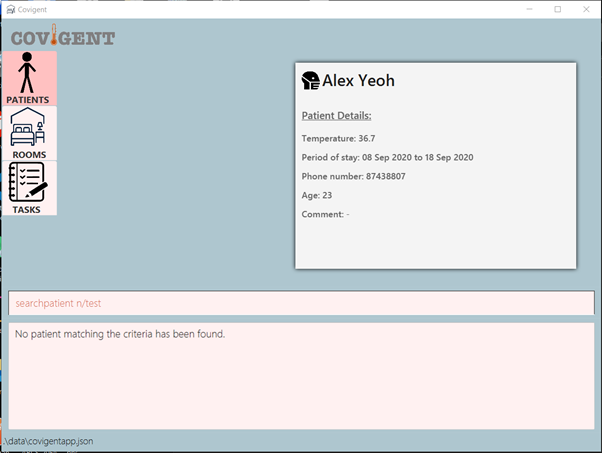 Covigent
COVIGENT
PATIENTS
ROOMS
TASKS
Alex Yeoh
Patient Details:
Temperature: 36.7
Period of stay: 08 Sep 2020 to 18 Sep 2020
Phone number: 87438807
Age: 23
Comment: -
searchpatient n/test
No patient matching the criteria has been found.
.\data\covigentapp.json